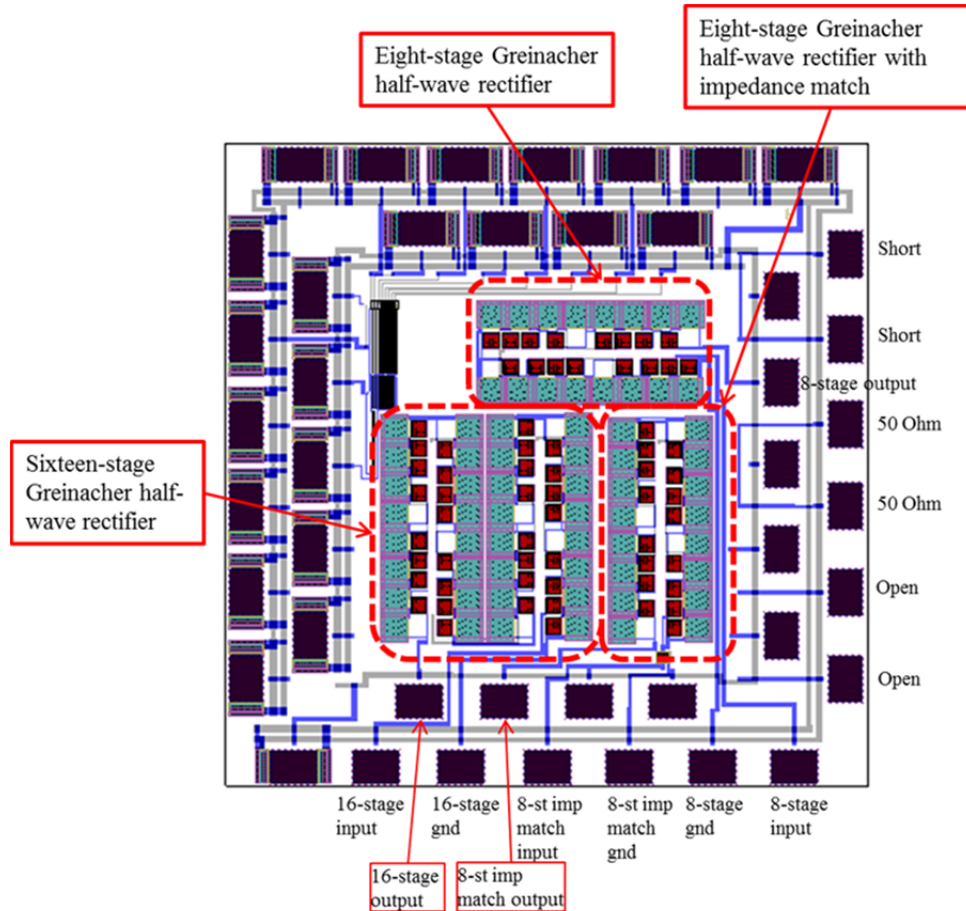 Eight-stage Greinacher
half-wave rectifier
Eight-stage Greinacher
half-wave rectifier with
impedance match
Short
Short
8-stage output
50 Ohm
Sixteen-stage
Greinacher half-
wave rectifier
50 Ohm
Open
Open
16-stage
input
16-stage
gnd
8-st imp
match
input
8-st imp
match
gnd
8-stage
gnd
8-stage
input
16-stage
output
8-st imp
match output